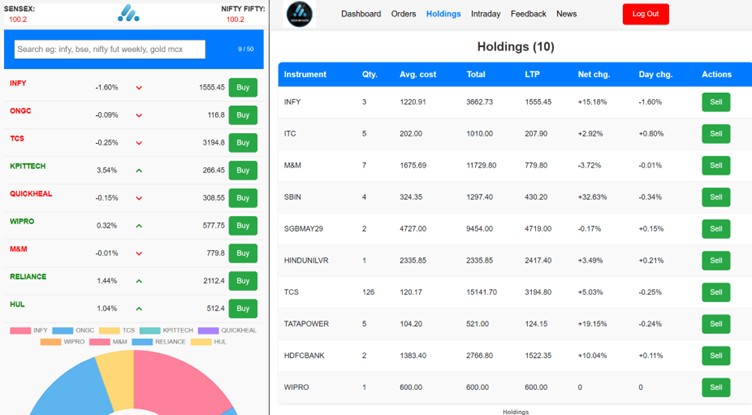 SENSEX: NIFTY FIFTY:
100.2 100.2
Search eg: infy, bse, nifty fut weekly, gold mcx 9 / 50
INFY -1.60% 1555.45 Buy
ONGC -0.09% 116.8 Buy
TCS -0.25% 3194.8 Buy
KPITTECH 3.54% 266.45 Buy
QUICKHEAL -0.15% 308.55 Buy
WIPRO 0.32% 577.75 Buy
M&M -0.01% 779.8 Buy
RELIANCE 1.44% 2112.4 Buy
HUL 1.04% 512.4 Buy
INFY ONGC TCS KPITTECH QUICKHEAL
WIPRO M&M RELIANCE HUL
Dashboard Orders Holdings Intraday Feedback News Log Out
Holdings (10)
Instrument Qty. Avg. cost Total LTP Net chg. Day chg. Actions
INFY 3 1220.91 3662.73 1555.45 +15.18% -1.60% Sell
ITC 5 202.00 1010.00 207.90 +2.92% +0.80% Sell
M&M 7 1675.69 11729.80 779.80 -3.72% -0.01% Sell
SBIN 4 324.35 1297.40 430.20 +32.63% -0.34% Sell
SGBMAY29 2 4727.00 9454.00 4719.00 -0.17% +0.15% Sell
HINDUNILVR 1 2335.85 2335.85 2417.40 +3.49% +0.21% Sell
TCS 126 120.17 15141.70 3194.80 +5.03% -0.25% Sell
TATAPOWER 5 104.20 521.00 124.15 +19.15% -0.24% Sell
HDFCBANK 2 1383.40 2766.80 1522.35 +10.04% +0.11% Sell
WIPRO 1 600.00 600.00 600.00 0 0 Sell
Holdings